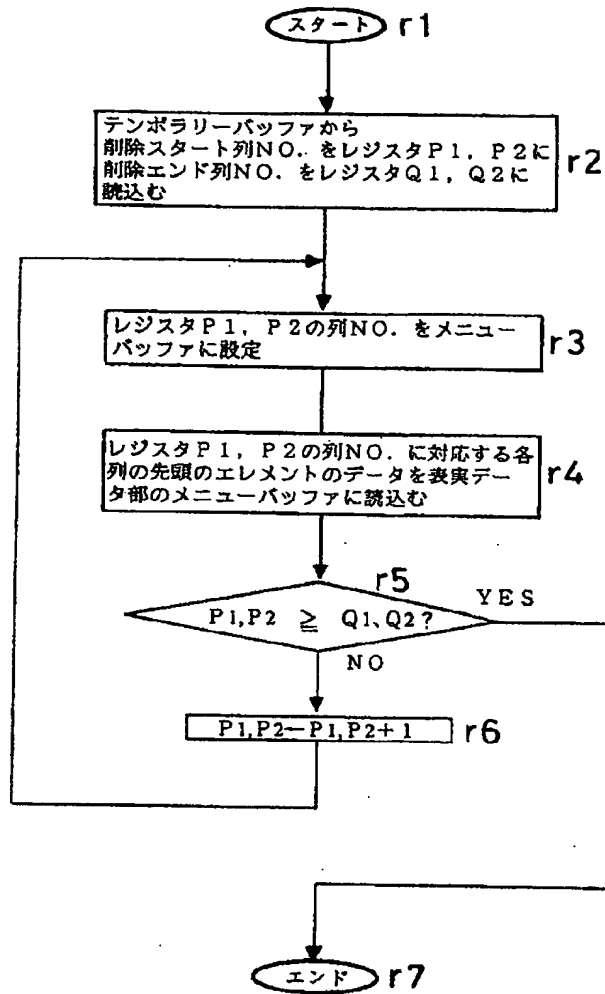 スタート r1
テンポラリーバッファから
削除スタート列NO. をレジスタP1, P2に
削除エンド列NO. をレジスタQ1, Q2に
読込む
r2
レジスタP1, P2の列NO. をメニュー
バッファに設定
r3
レジスタP1, P2の列NO. に対応する各
列の先頭のエレメントのデータを表実デー
タ部のメニューバッファに読込む
r4
r5
YES
P1,P2 ≧ Q1、Q2?
NO
P1,P2←P1,P2+1 r6
エンド r7